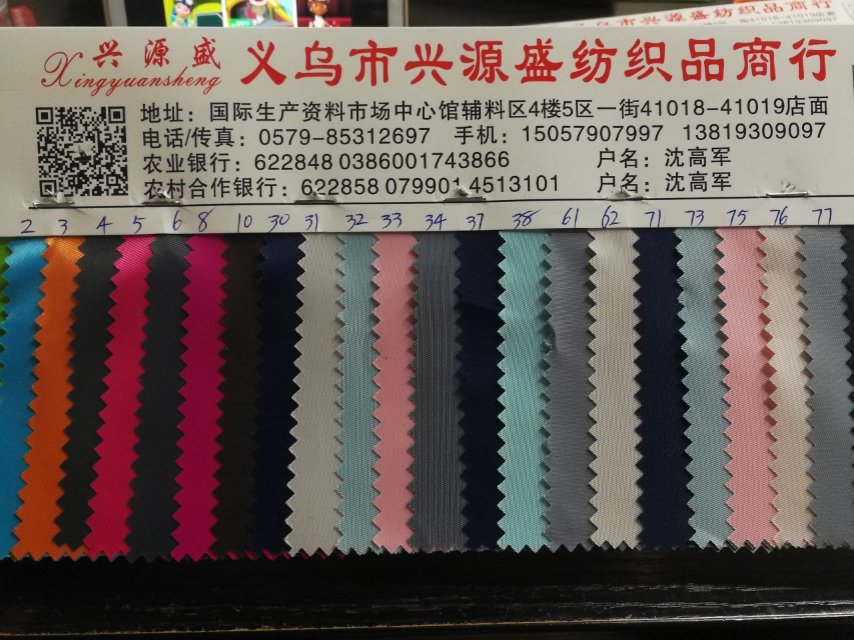 兴源盛 义乌市兴源盛纺织品商行
Xingyuansheng
地址：国际生产资料市场中心馆辅料区4楼5区一街41018-41019店面
电话/传真：0579-85312697 手机：15057907997 13819309097
农业银行：622848 0386001743866 户名：沈高军
农村合作银行：622858 079901 4513101 户名：沈高军
2 3 4 5 6 8 10 30 31 32 33 34 37 38 61 62 71 73 75 76 77